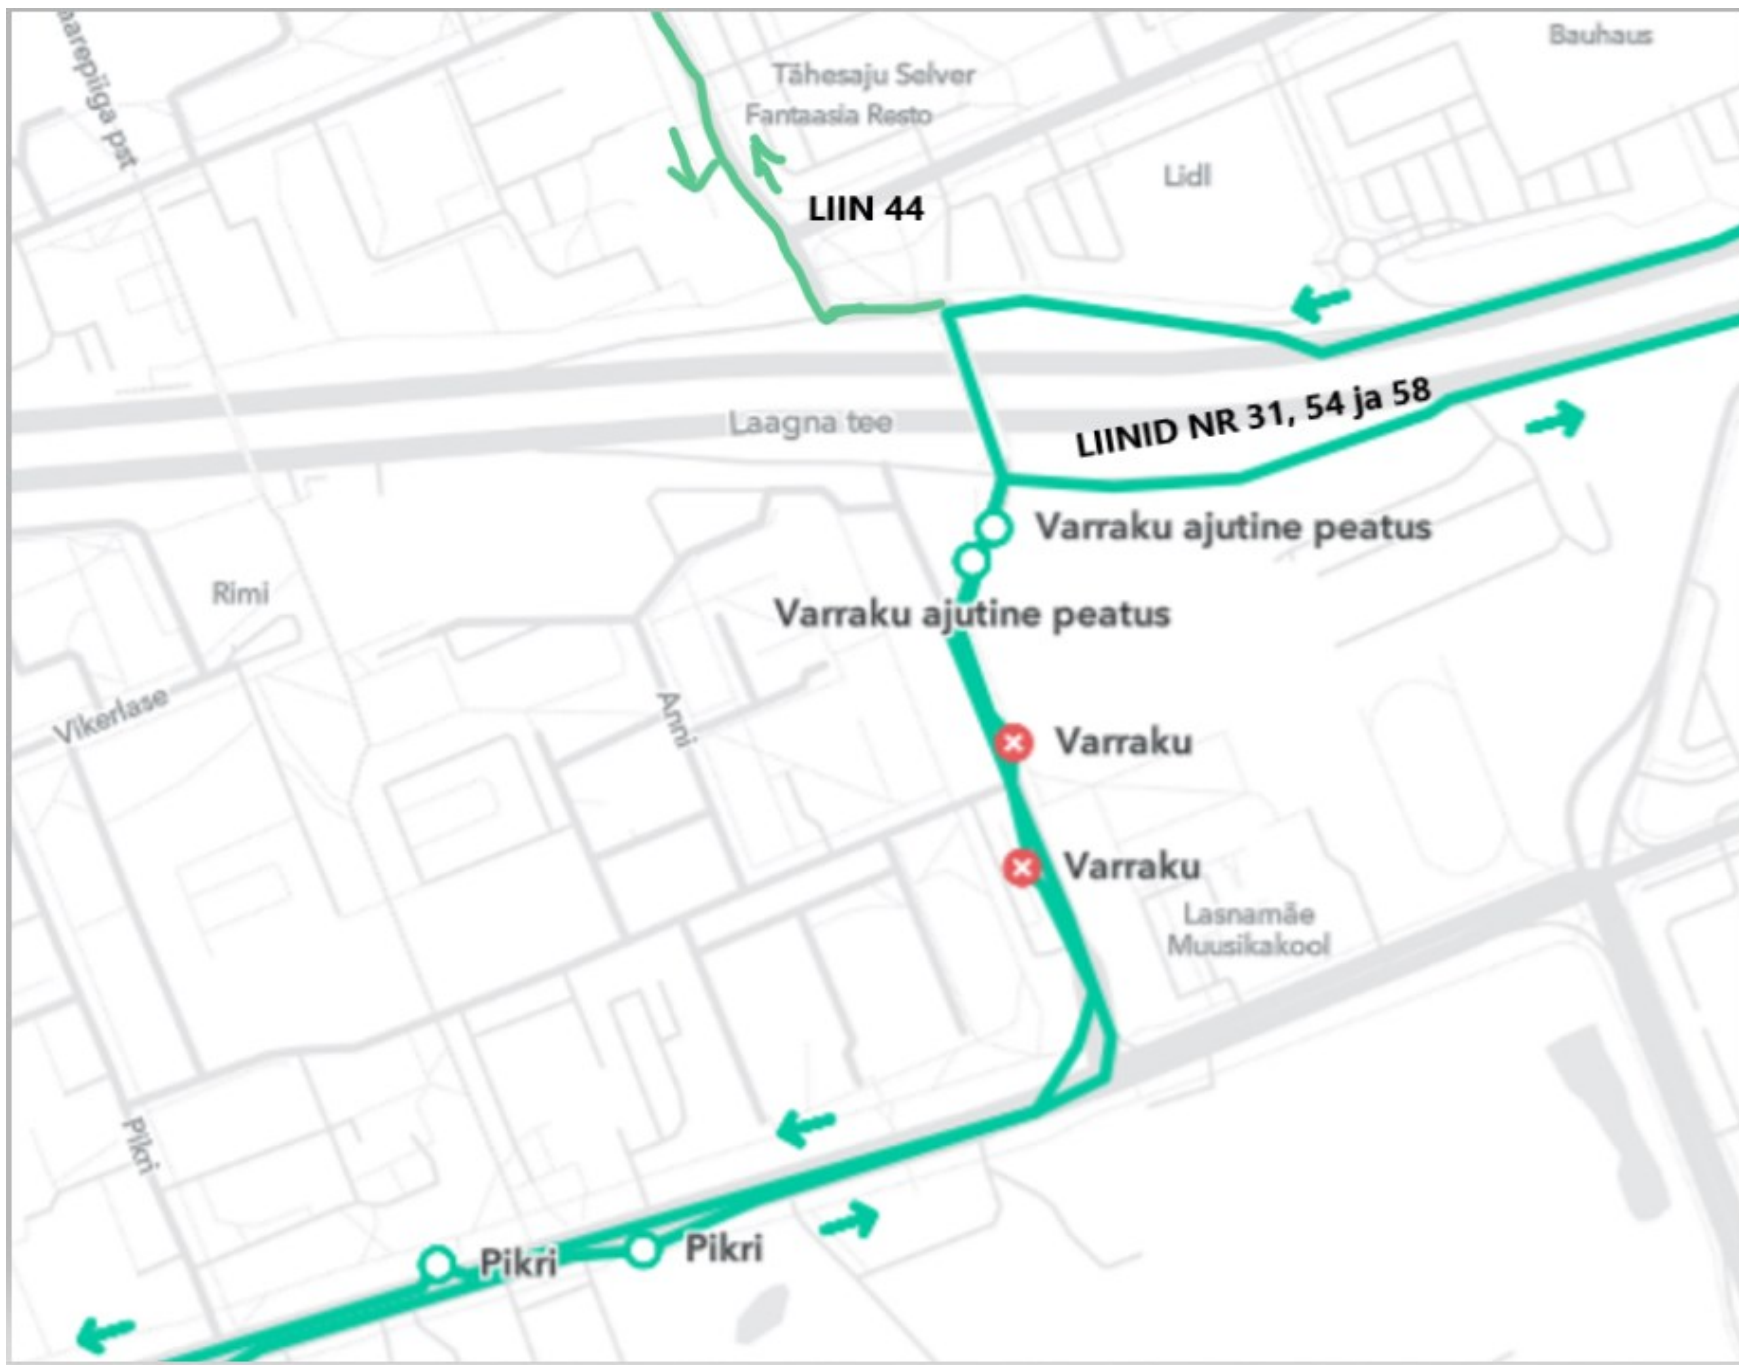 Bauhaus
Tähesaju Selver
Fantaasia Resto
Lidl
LIIN 44
LIINID NR 31, 54 ja 58
Laagna tee
Varraku ajutine peatus
Rimi
Varraku ajutine peatus
Vikerlase
Anni
Varraku
Varraku
Lasnamäe
Muusikakool
Pikri
Pikri
Pikri
pst